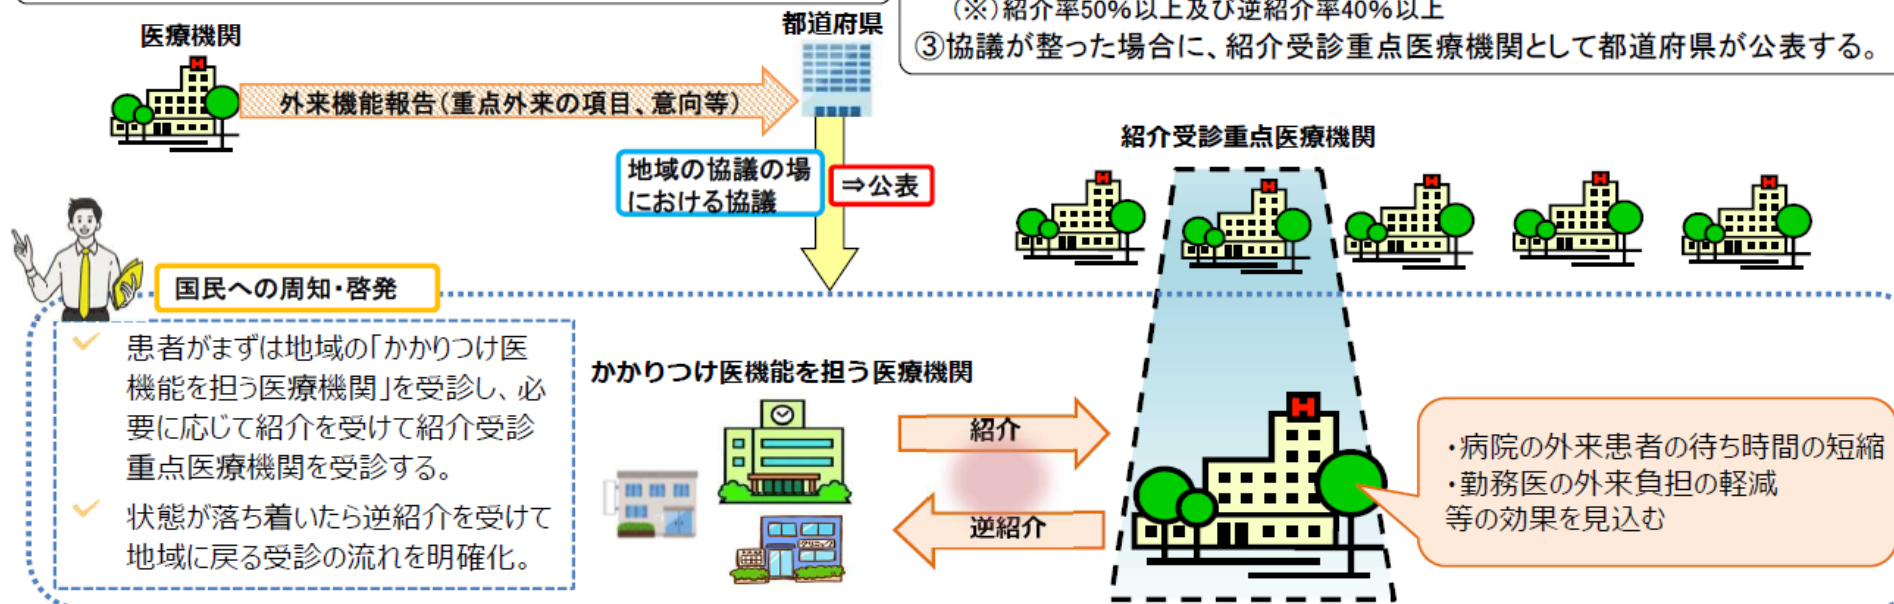 (※)紹介率50%以上及び逆紹介率40%以上
③協議が整った場合に、紹介受診重点医療機関として都道府県が公表する。
医療機関
都道府県
外来機能報告(重点外来の項目、意向等)
地域の協議の場
における協議
⇒公表
紹介受診重点医療機関
H
H
H
H
H
H
国民への周知・啓発
患者がまずは地域の「かかりつけ医
機能を担う医療機関」を受診し、必
要に応じて紹介を受けて紹介受診
重点医療機関を受診する。
状態が落ち着いたら逆紹介を受けて
地域に戻る受診の流れを明確化。
かかりつけ医機能を担う医療機関
クリニック
紹介
逆紹介
H
・病院の外来患者の待ち時間の短縮
・勤務医の外来負担の軽減
等の効果を見込む